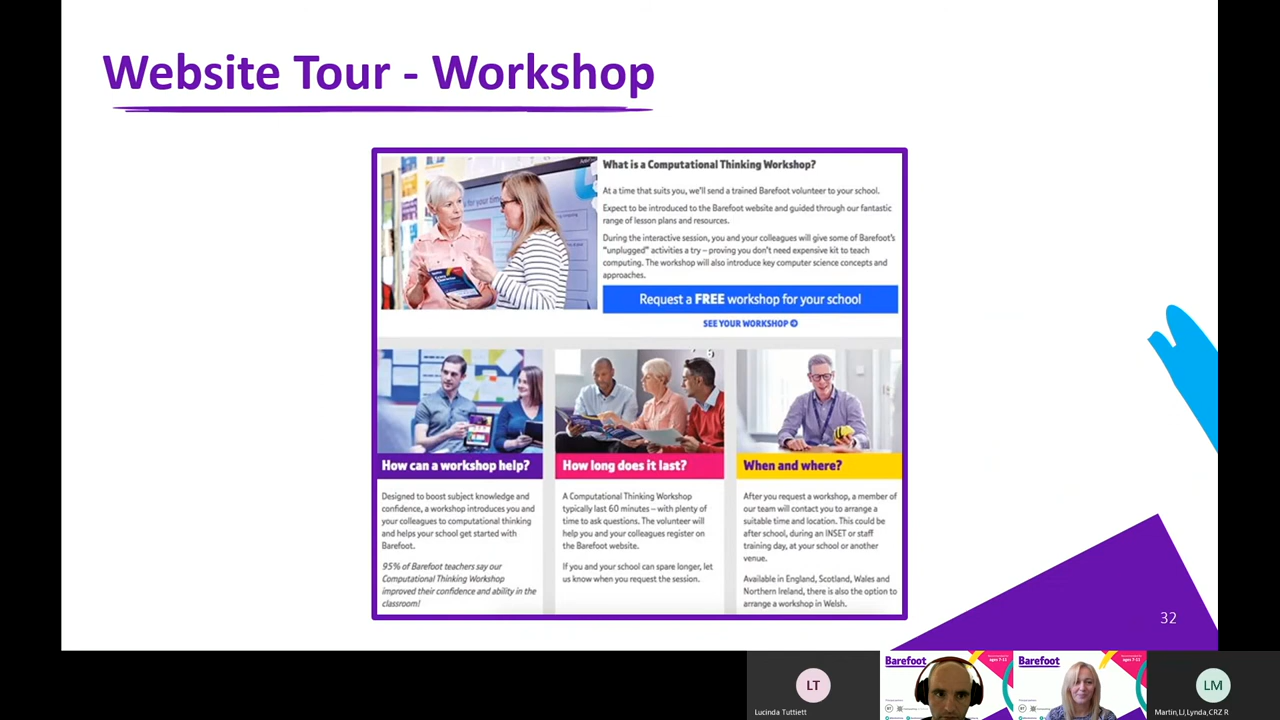 Website Tour - Workshop
What is a Computational Thinking Workshop?
At a time that suits you, we'll send a trained Barefoot volunteer to your school.
Expect to be introduced to the Barefoot website and guided through our fantastic
range of lesson plans and resources.
During the interactive session, you and your colleagues will give some of Barefoot's
"unplugged" activities a try – proving you don't need expensive kit to teach
computing. The workshop will also introduce key computer science concepts and
approaches.
Request a FREE workshop for your school
SEE YOUR WORKSHOP
How can a workshop help?
Designed to boost subject knowledge and
confidence, a workshop introduces you and
your colleagues to computational thinking
and helps your school get started with
Barefoot.
95% of Barefoot teachers say our
Computational Thinking Workshop
improved their confidence and ability in the
classroom!
How long does it last?
A Computational Thinking Workshop
typically last 60 minutes – with plenty of
time to ask questions. The volunteer will
help you and your colleagues register on
the Barefoot website.
If you and your school can spare longer, let
us know when you request the session.
When and where?
After you request a workshop, a member of
our team will contact you to arrange a
suitable time and location. This could be
after school, during an INSET or staff
training day, at your school or another
venue.
Available in England, Scotland, Wales and
Northern Ireland, there is also the option to
arrange a workshop in Welsh.
32
LT
Lucinda Tuttiett
Barefoot
ages 7-11
Barefoot
ages 7-11
LM
Martin,LJ,Lynda,CRZ R